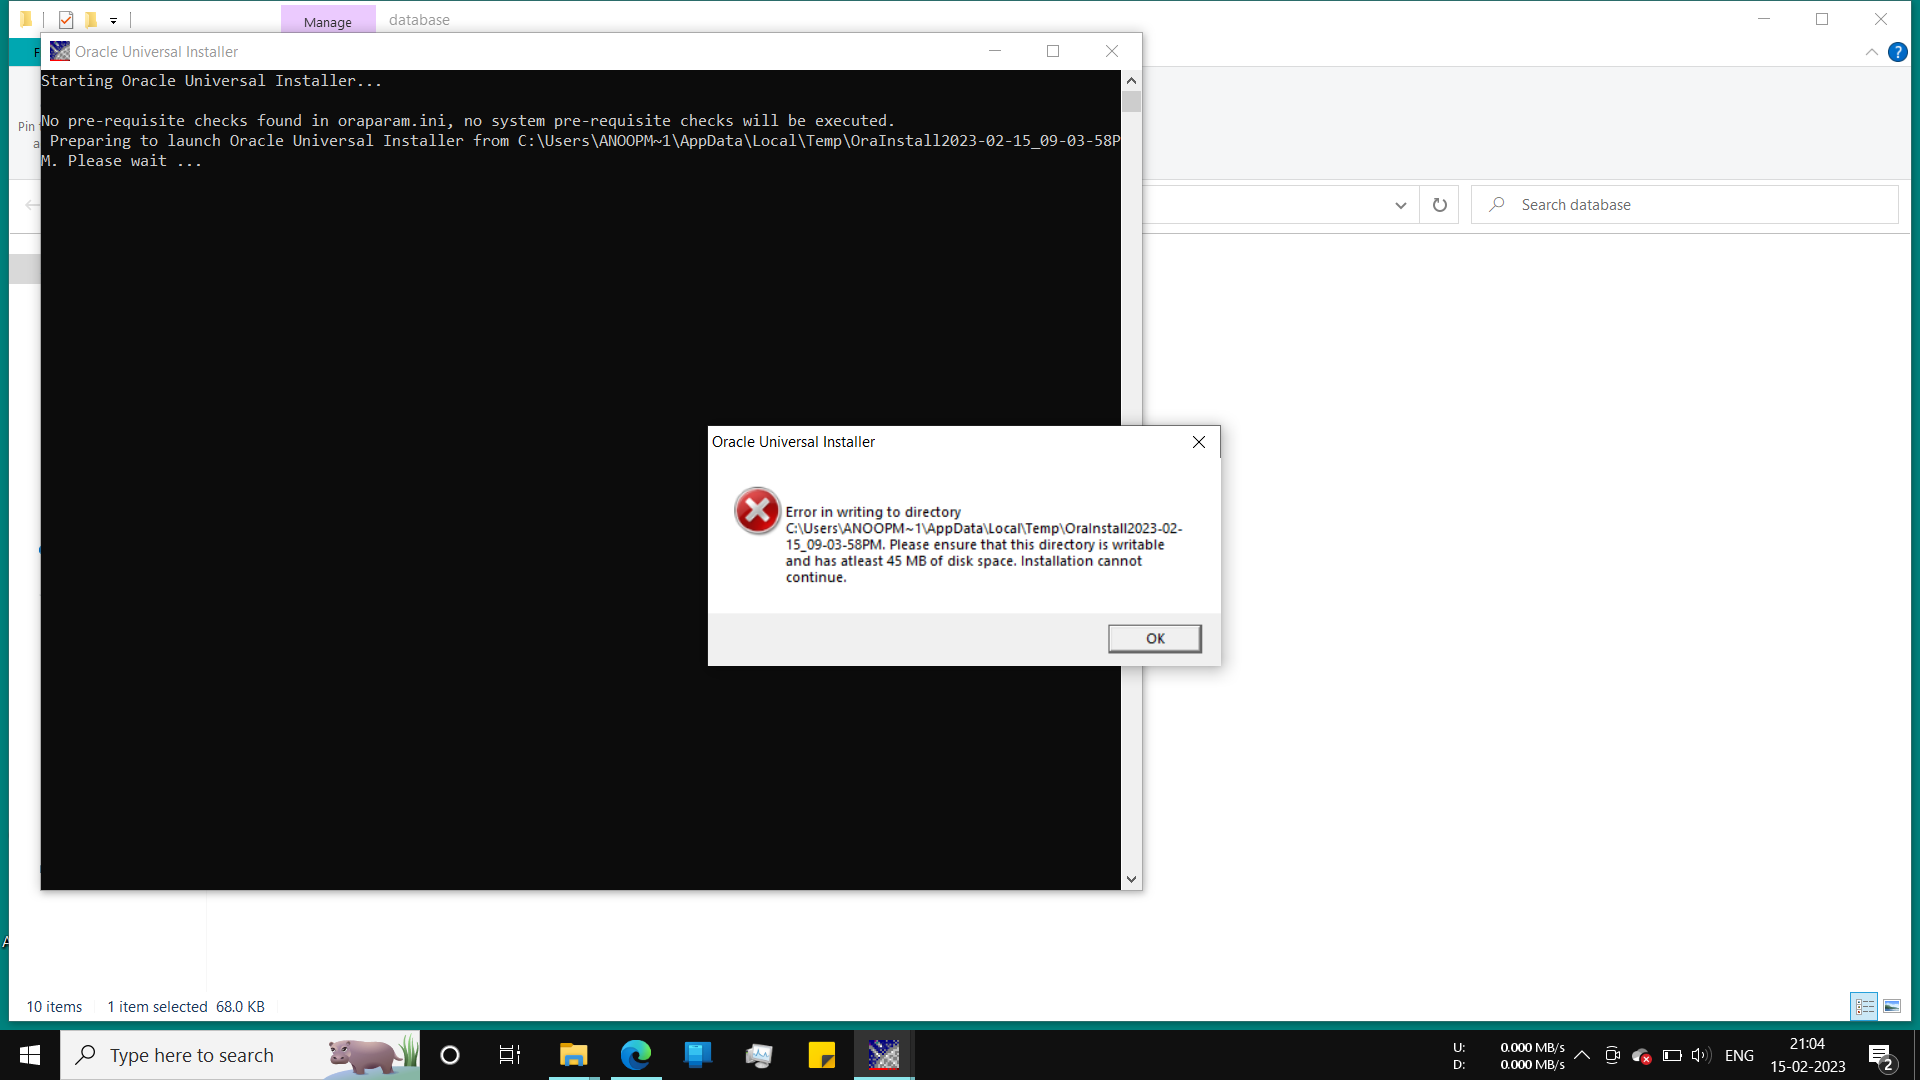 Manage
database
F
Oracle Universal Installer
Starting Oracle Universal Installer...
No pre-requisite checks found in oraparam.ini, no system pre-requisite checks will be executed.
Preparing to launch Oracle Universal Installer from C:\Users\ANOOPM~1\AppData\Local\Temp\OraInstall2023-02-15_09-03-58P
M. Please wait ...
Pin
a
Search database
Oracle Universal Installer
Error in writing to directory
C:\Users\ANOOPM~1\AppData\Local\Temp\OraInstall2023-02-
15_09-03-58PM. Please ensure that this directory is writable
and has atleast 45 MB of disk space. Installation cannot
continue.
OK
A
10 items
1 item selected 68.0 KB
Type here to search
U: 0.000 MB/s
D: 0.000 MB/s
ENG
21:04
15-02-2023
2